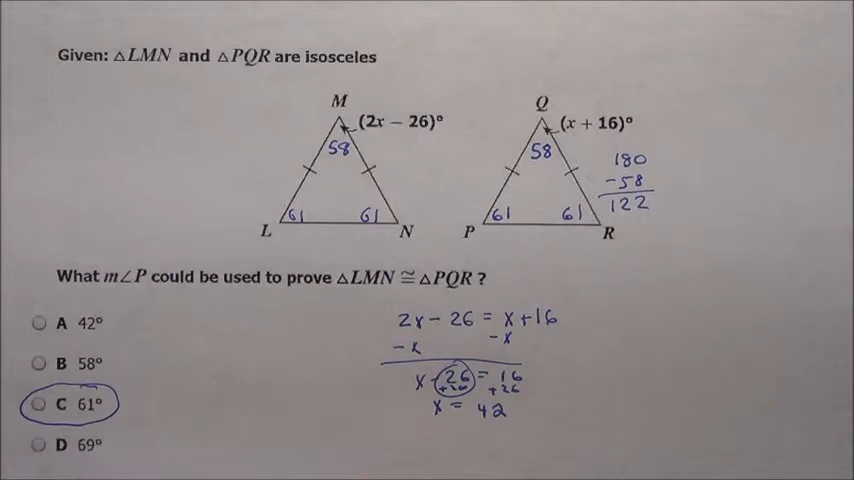 Given: △LMN and △PQR are isosceles
M
Q
(2x − 26)°
(x + 16)°
58
58
180
−58
122
61
61
61
61
L
N
P
R
What m∠P could be used to prove △LMN ≅ △PQR ?
A 42°
B 58°
C 61°
D 69°
2x − 26 = x + 16
− x − x
x − 26 = 16
+26 +26
x = 42